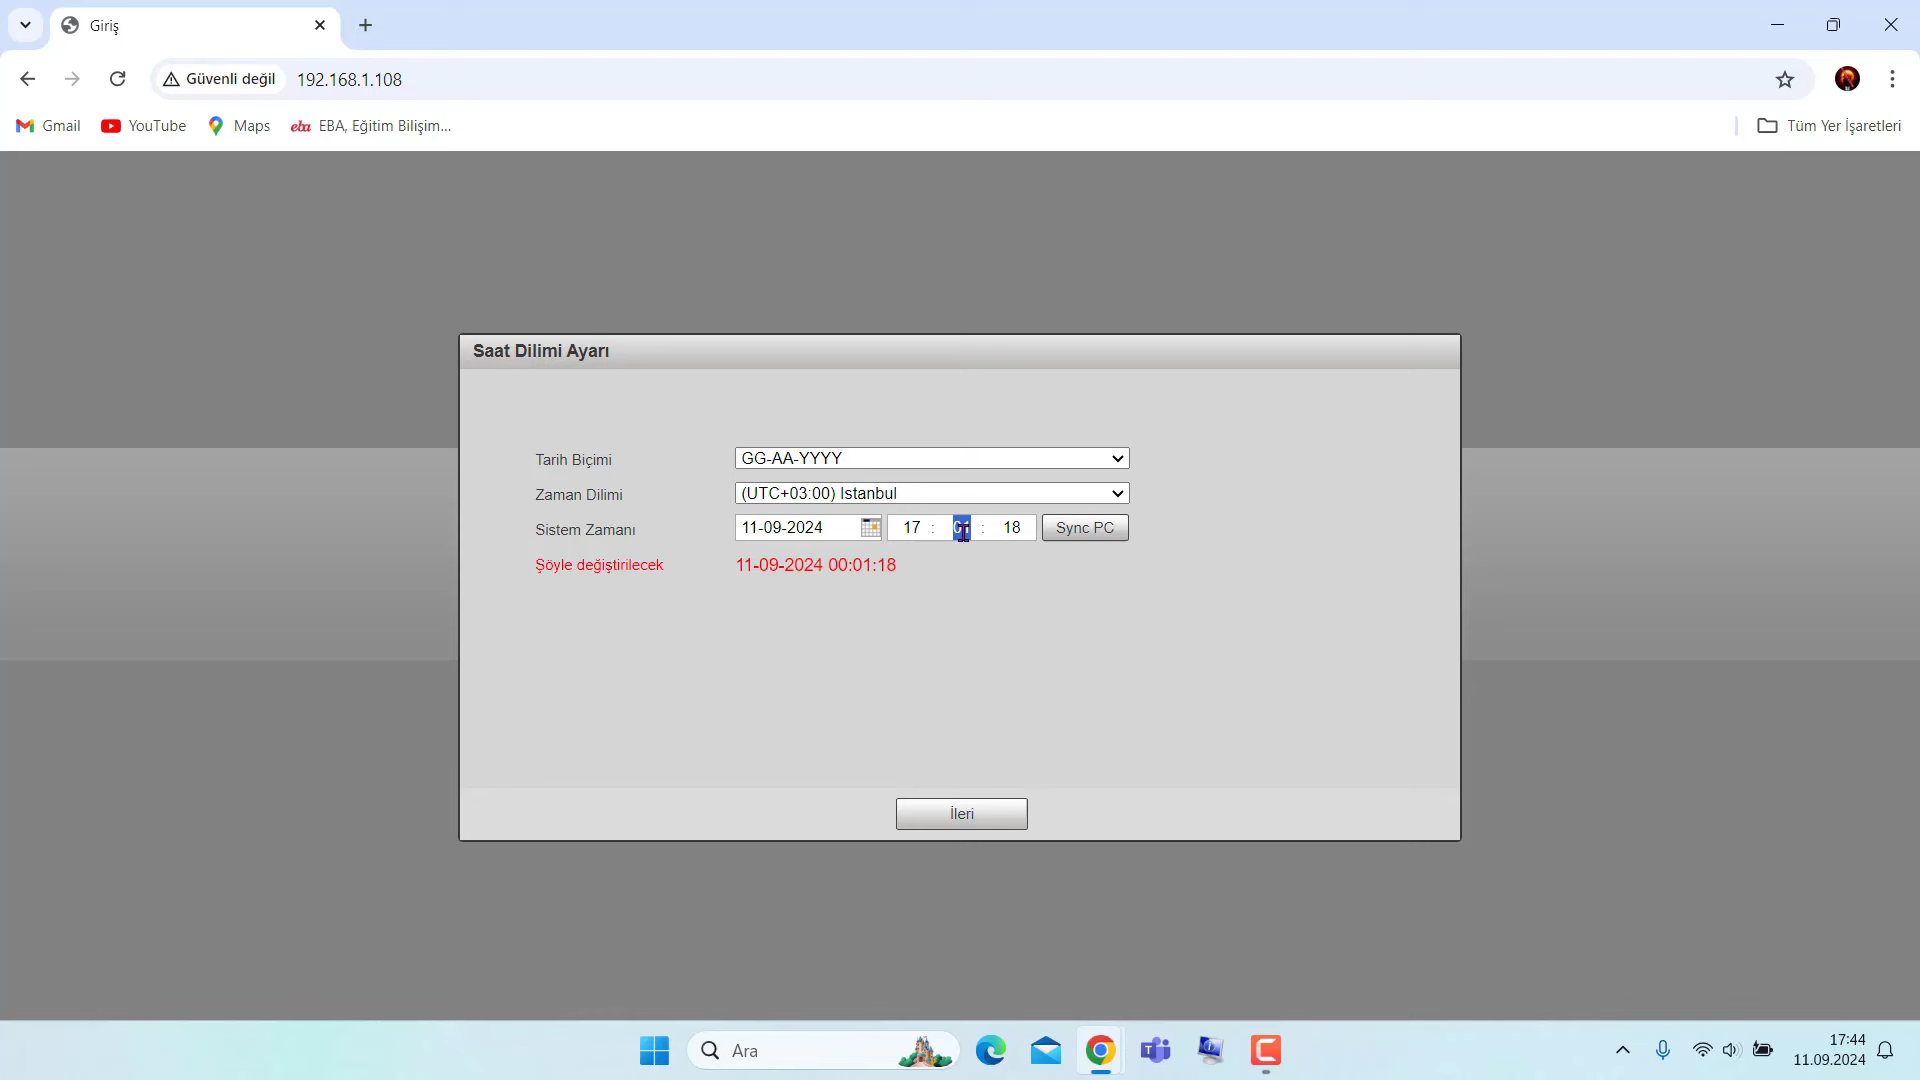 Giriş
Güvenli değil 192.168.1.108
Gmail YouTube Maps eba EBA, Eğitim Bilişim... Tüm Yer İşaretleri
Saat Dilimi Ayarı
Tarih Biçimi GG-AA-YYYY
Zaman Dilimi (UTC+03:00) Istanbul
Sistem Zamanı 11-09-2024 17 : 01 : 18 Sync PC
Şöyle değiştirilecek 11-09-2024 00:01:18
İleri
Ara
17:44
11.09.2024